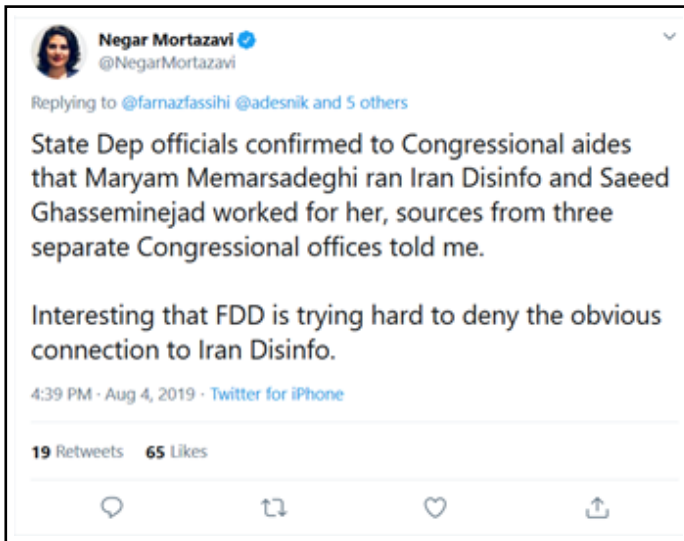 Negar Mortazavi
@NegarMortazavi
Replying to @farnazfassihi @adesnik and 5 others
State Dep officials confirmed to Congressional aides
that Maryam Memarsadeghi ran Iran Disinfo and Saeed
Ghasseminejad worked for her, sources from three
separate Congressional offices told me.
Interesting that FDD is trying hard to deny the obvious
connection to Iran Disinfo.
4:39 PM · Aug 4, 2019 · Twitter for iPhone
19 Retweets 65 Likes